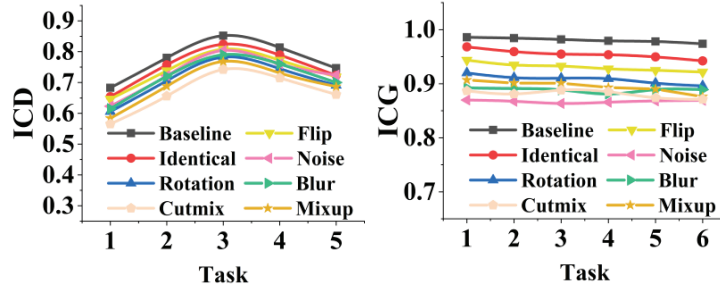 ICD
0.9
0.8
0.7
0.6
0.5
0.4
0.3
Baseline
Flip
Identical
Noise
Rotation
Blur
Cutmix
Mixup
1 2 3 4 5
Task
ICG
1.0
0.9
0.8
0.7
Baseline
Flip
Identical
Noise
Rotation
Blur
Cutmix
Mixup
1 2 3 4 5 6
Task